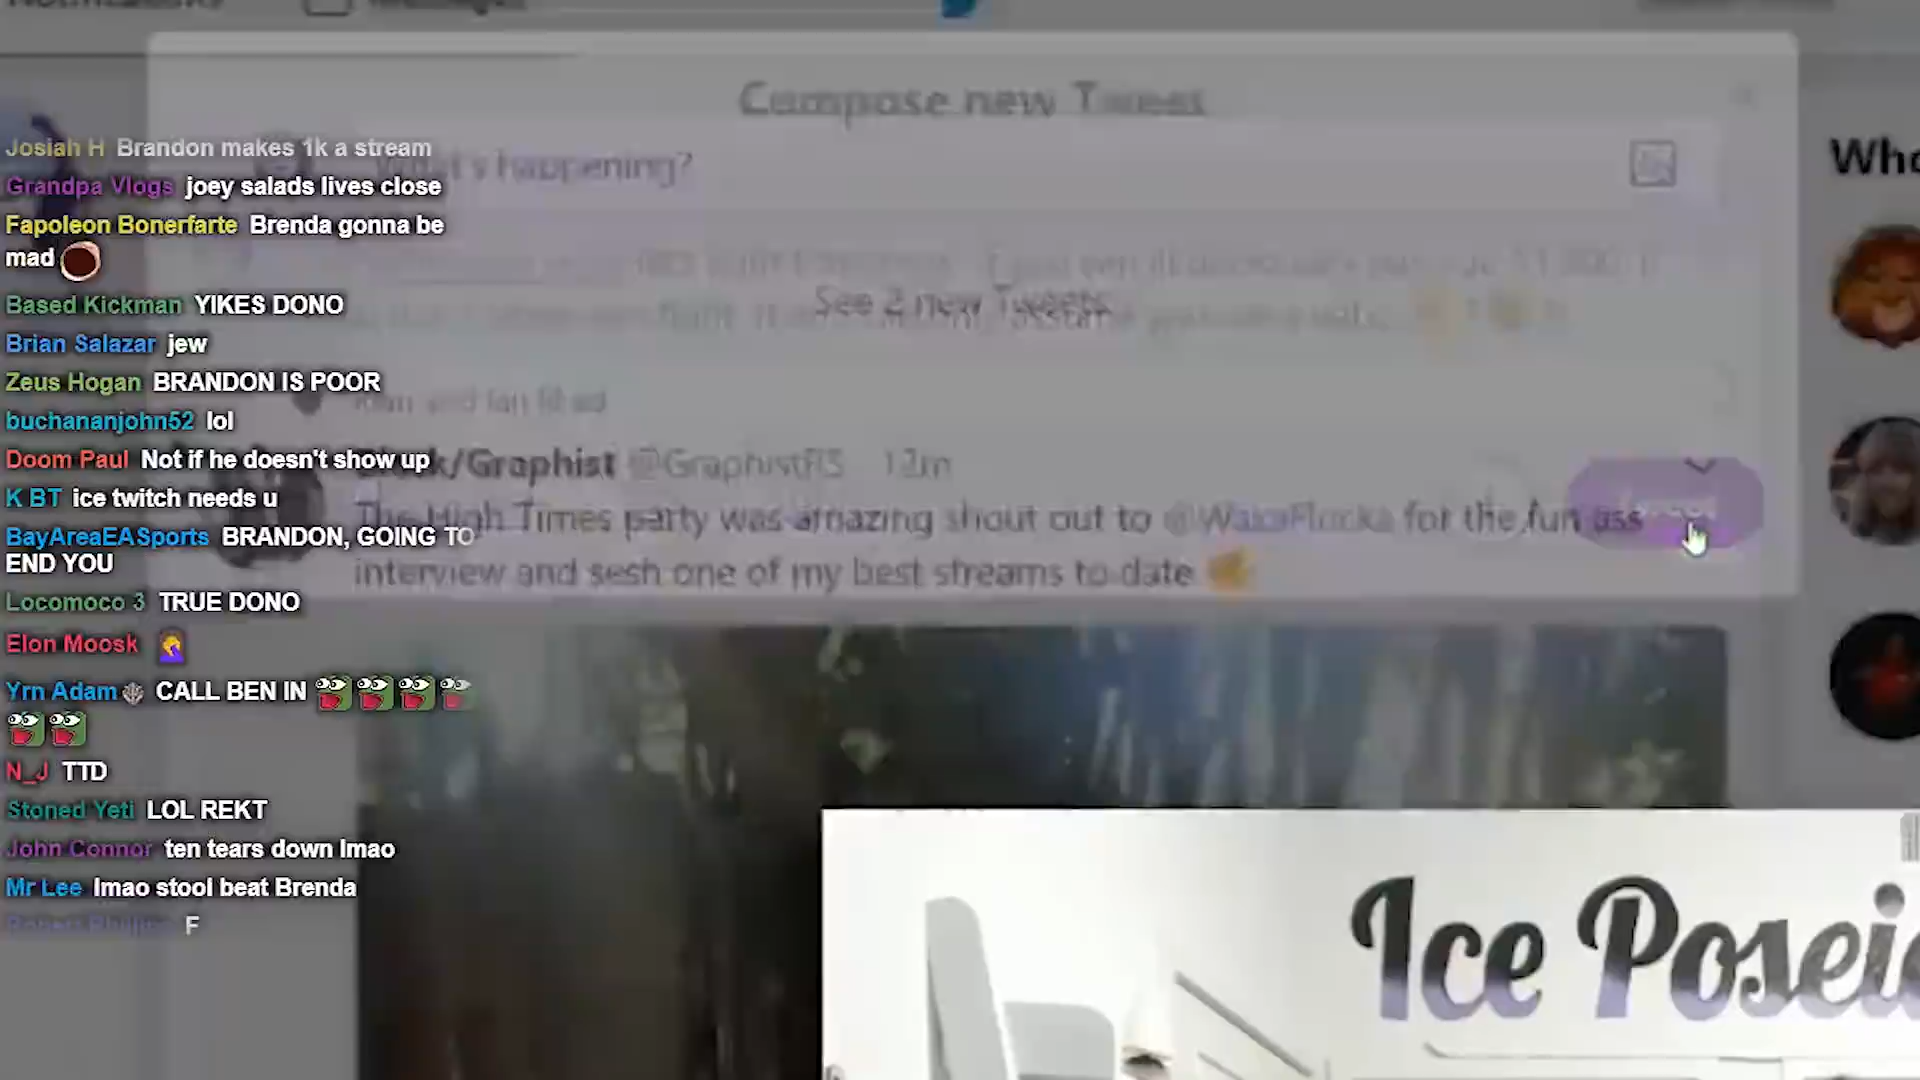 Compose new Tweet
Josiah H Brandon makes 1k a stream
What's happening?
Grandpa Vlogs joey salads lives close
Who
Fapoleon Bonerfarte Brenda gonna be
mad
See 2 new Tweets
Based Kickman YIKES DONO
Brian Salazar jew
Zeus Hogan BRANDON IS POOR
buchananjohn52 lol
Doom Paul Not if he doesn't show up
/Graphist @GraphistRS 12m
K BT ice twitch needs u
The High Times party was amazing shout out to @WakaFlocka for the fun ass
interview and sesh one of my best streams to date
BayAreaEASports BRANDON, GOING TO
END YOU
Locomoco 3 TRUE DONO
Elon Moosk
Yrn Adam CALL BEN IN
N_J TTD
Stoned Yeti LOL REKT
John Connor ten tears down lmao
Mr Lee lmao stool beat Brenda
F
Ice Posei